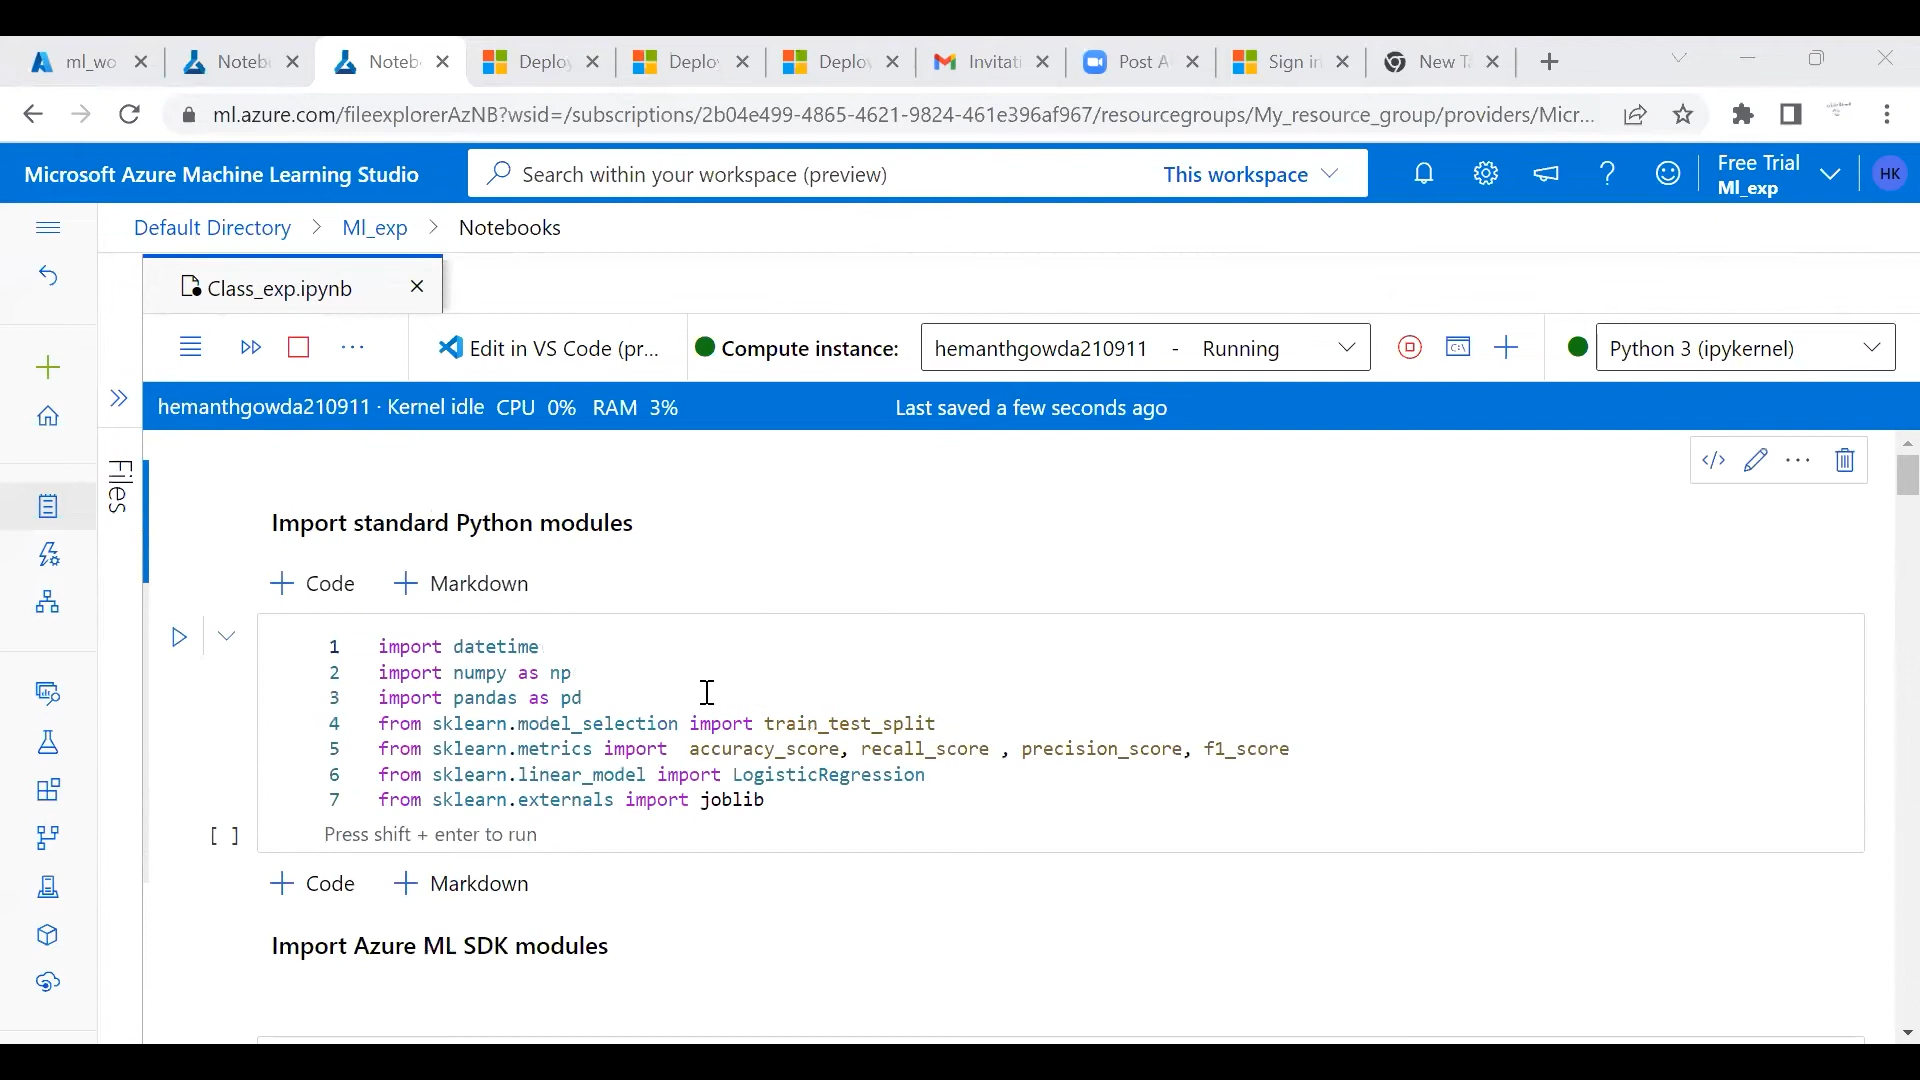 ml_wo
Noteb
Noteb
Deploy
Deplo
Deplov
Invitati
Post A
Sign in
New Ta
ml.azure.com/fileexplorerAzNB?wsid=/subscriptions/2b04e499-4865-4621-9824-461e396af967/resourcegroups/My_resource_group/providers/Micr...
Microsoft Azure Machine Learning Studio
Search within your workspace (preview)
This workspace
Free Trial
Ml_exp
HK
Default Directory > Ml_exp > Notebooks
Class_exp.ipynb
Edit in VS Code (pr...
Compute instance:
hemanthgowda210911 - Running
Python 3 (ipykernel)
hemanthgowda210911 · Kernel idle CPU 0% RAM 3%
Last saved a few seconds ago
Files
Import standard Python modules
+ Code + Markdown
1 import datetime
2 import numpy as np
3 import pandas as pd
4 from sklearn.model_selection import train_test_split
5 from sklearn.metrics import  accuracy_score, recall_score , precision_score, f1_score
6 from sklearn.linear_model import LogisticRegression
7 from sklearn.externals import joblib
[ ]
Press shift + enter to run
+ Code + Markdown
Import Azure ML SDK modules